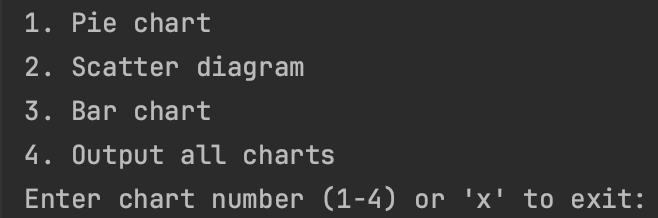 1. Pie chart
2. Scatter diagram
3. Bar chart
4. Output all charts
Enter chart number (1-4) or 'x' to exit: